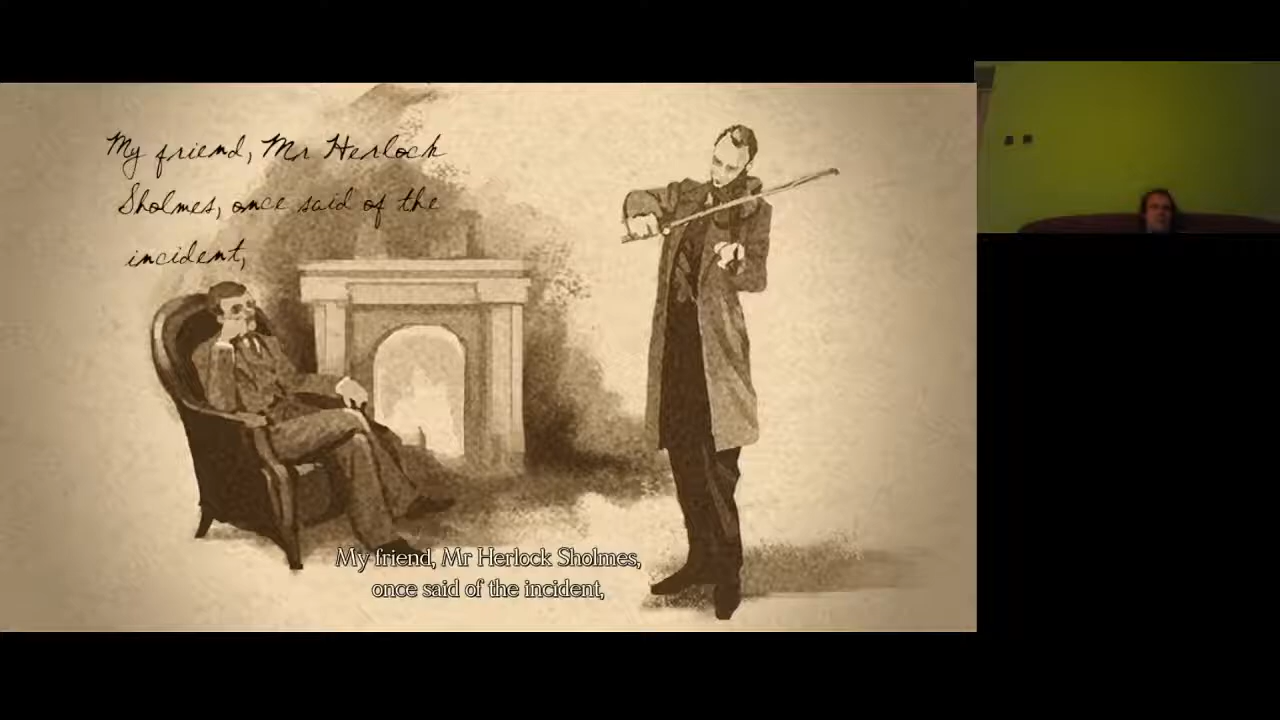 My friend, Mr Herlock
Sholmes, once said of the
incident,
My friend, Mr Herlock Sholmes,
once said of the incident,